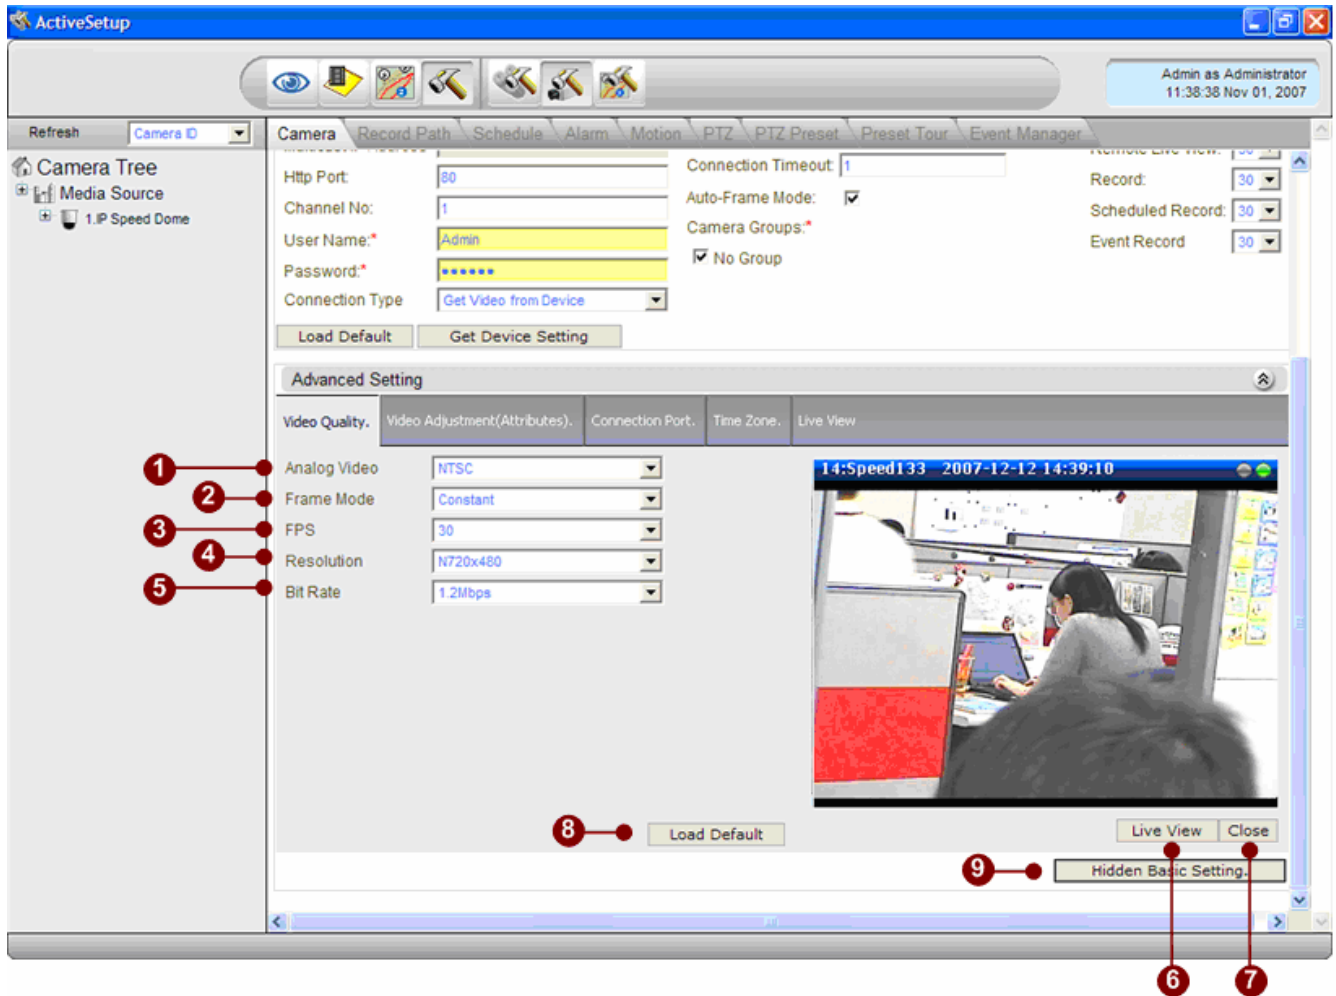 ActiveSetup
Admin as Administrator
11:38:38 Nov 01, 2007
Refresh Camera ID
Camera Record Path Schedule Alarm Motion PTZ PTZ Preset Preset Tour Event Manager
Camera Tree
Media Source
1.IP Speed Dome
Http Port: 80
Channel No: 1
User Name:* Admin
Password:* ••••••
Connection Type Get Video from Device
Connection Timeout: 1
Auto-Frame Mode:
Camera Groups:*
No Group
Remote Live View: 30
Record: 30
Scheduled Record: 30
Event Record 30
Load Default Get Device Setting
Advanced Setting
Video Quality. Video Adjustment(Attributes). Connection Port. Time Zone. Live View
1 Analog Video NTSC
2 Frame Mode Constant
3 FPS 30
4 Resolution N720x480
5 Bit Rate 1.2Mbps
14:Speed133 2007-12-12 14:39:10
8 Load Default
Live View Close
9 Hidden Basic Setting.
6 7